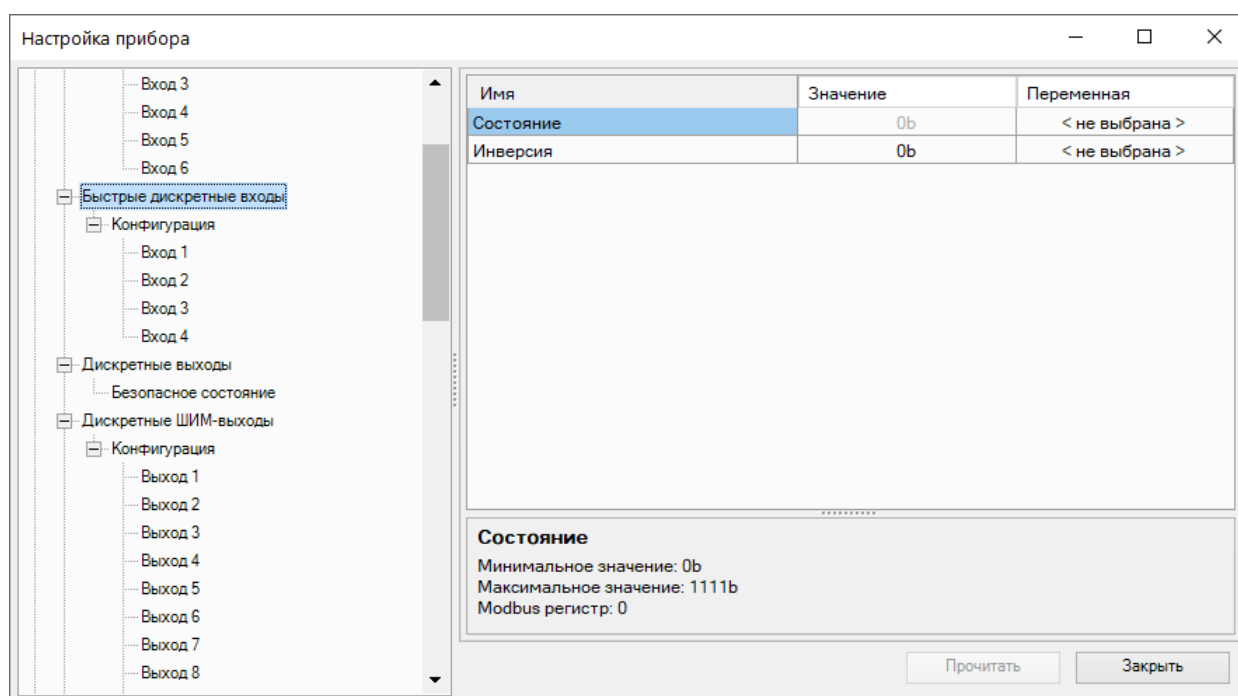 Настройка прибора
Вход 3
Вход 4
Вход 5
Вход 6
Быстрые дискретные входы
Конфигурация
Вход 1
Вход 2
Вход 3
Вход 4
Дискретные выходы
Безопасное состояние
Дискретные ШИМ-выходы
Конфигурация
Выход 1
Выход 2
Выход 3
Выход 4
Выход 5
Выход 6
Выход 7
Выход 8
Имя Значение Переменная
Состояние 0b < не выбрана >
Инверсия 0b < не выбрана >
Состояние
Минимальное значение: 0b
Максимальное значение: 1111b
Modbus регистр: 0
Прочитать Закрыть